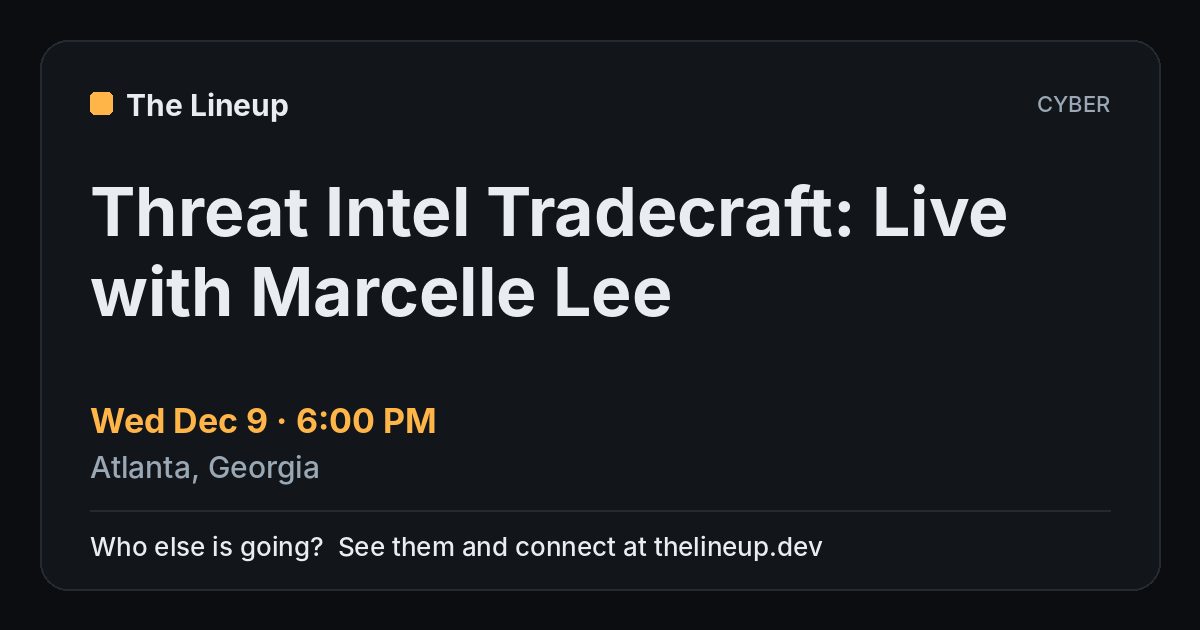 The Lineup
CYBER
Threat Intel Tradecraft: Live
with Marcelle Lee
Wed Dec 9 · 6:00 PM
Atlanta, Georgia
Who else is going? See them and connect at thelineup.dev